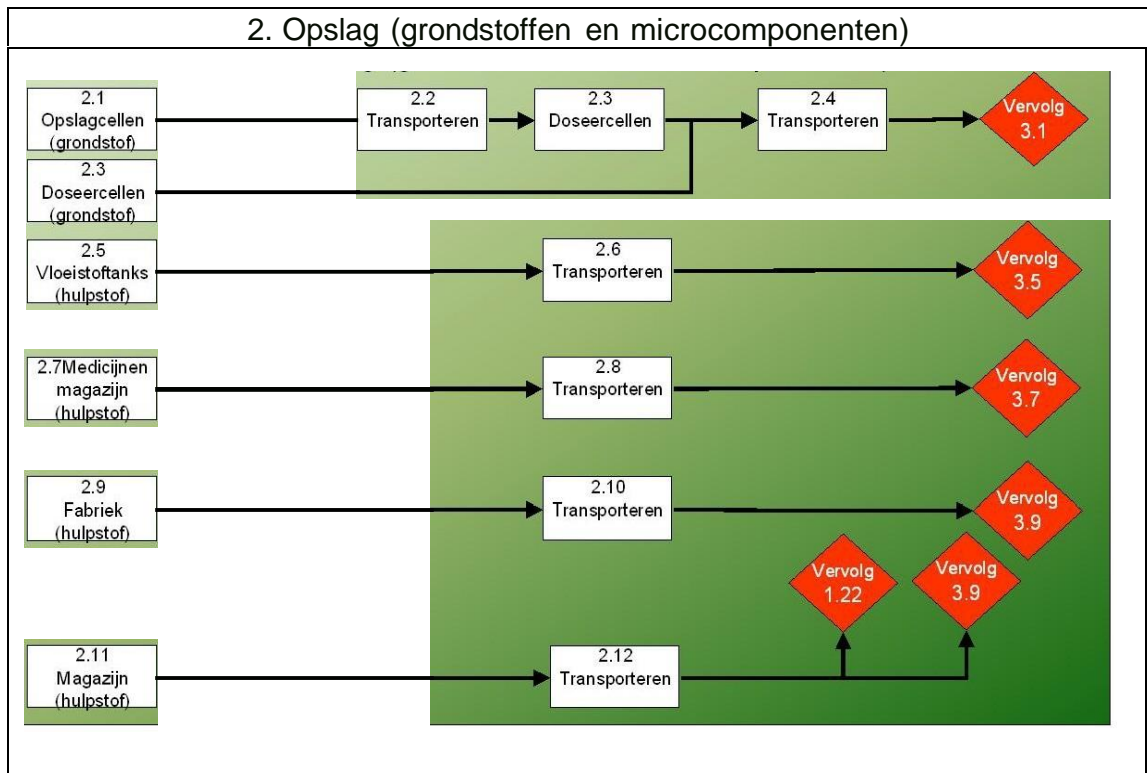 2. Opslag (grondstoffen en microcomponenten)
2.1
Opslagcellen
(grondstof)
2.2
Transporteren
2.3
Doseercellen
2.4
Transporteren
Vervolg
3.1
2.3
Doseercellen
(grondstof)
2.5
Vloeistoftanks
(hulpstof)
2.6
Transporteren
Vervolg
3.5
2.7Medicijnen
magazijn
(hulpstof)
2.8
Transporteren
Vervolg
3.7
2.9
Fabriek
(hulpstof)
2.10
Transporteren
Vervolg
3.9
Vervolg
1.22
Vervolg
3.9
2.11
Magazijn
(hulpstof)
2.12
Transporteren